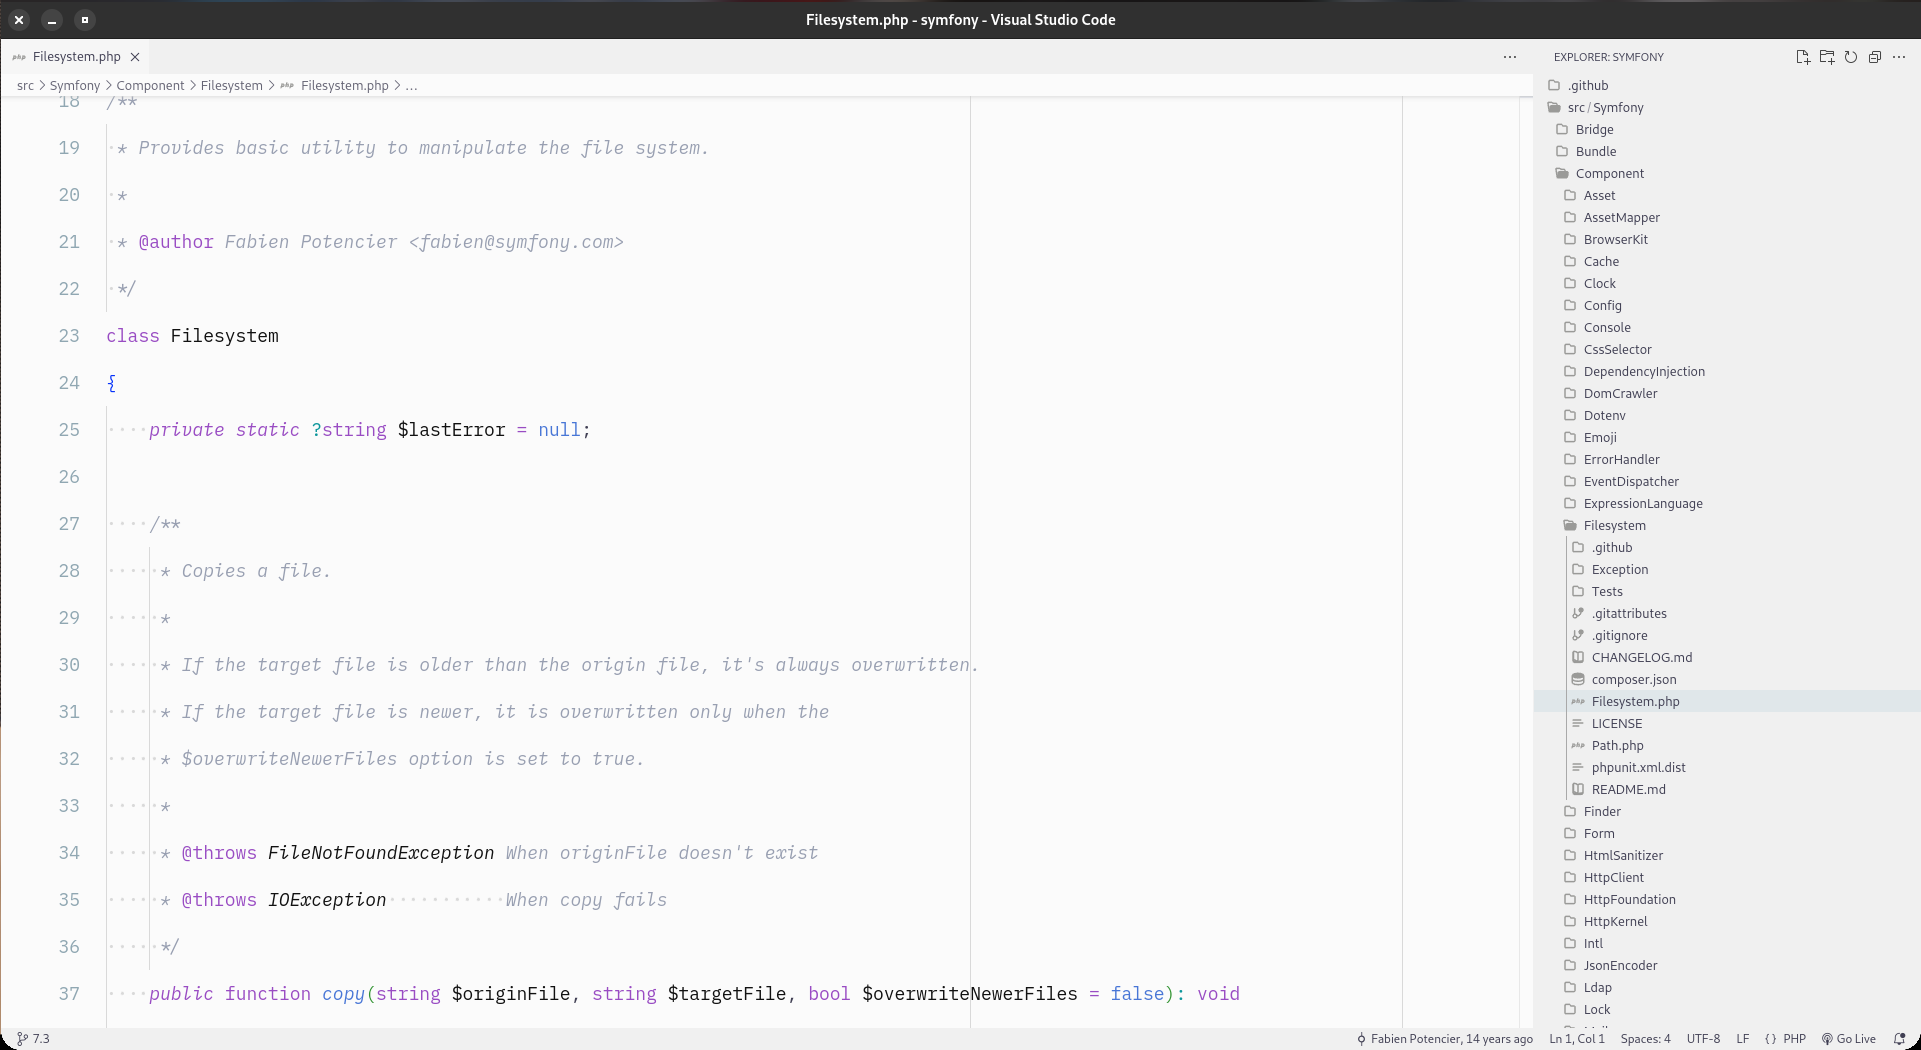 Filesystem.php - symfony - Visual Studio Code
php Filesystem.php
src > Symfony > Component > Filesystem > php Filesystem.php > ...
18 /**
19 * Provides basic utility to manipulate the file system.
20 *
21 * @author Fabien Potencier <fabien@symfony.com>
22 */
23 class Filesystem
24 {
25 private static ?string $lastError = null;
26
27 /**
28 * Copies a file.
29 *
30 * If the target file is older than the origin file, it's always overwritten.
31 * If the target file is newer, it is overwritten only when the
32 * $overwriteNewerFiles option is set to true.
33 *
34 * @throws FileNotFoundException When originFile doesn't exist
35 * @throws IOException When copy fails
36 */
37 public function copy(string $originFile, string $targetFile, bool $overwriteNewerFiles = false): void
EXPLORER: SYMFONY
.github
src / Symfony
Bridge
Bundle
Component
Asset
AssetMapper
BrowserKit
Cache
Clock
Config
Console
CssSelector
DependencyInjection
DomCrawler
Dotenv
Emoji
ErrorHandler
EventDispatcher
ExpressionLanguage
Filesystem
.github
Exception
Tests
.gitattributes
.gitignore
CHANGELOG.md
composer.json
php Filesystem.php
LICENSE
php Path.php
phpunit.xml.dist
README.md
Finder
Form
HtmlSanitizer
HttpClient
HttpFoundation
HttpKernel
Intl
JsonEncoder
Ldap
Lock
7.3
Fabien Potencier, 14 years ago
Ln 1, Col 1
Spaces: 4
UTF-8
LF
{ } PHP
Go Live